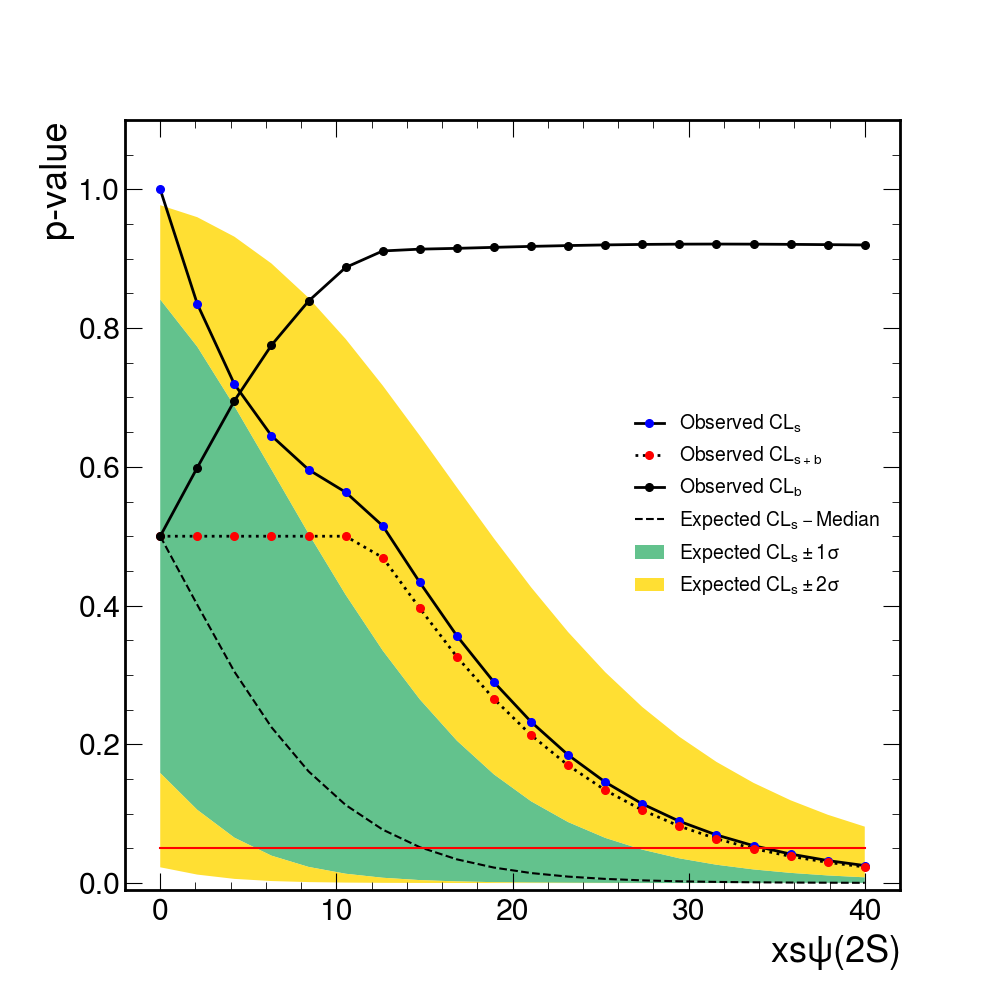 p-value
1.0
0.8
0.6
0.4
0.2
0.0
Observed CLs
Observed CLs+b
Observed CLb
Expected CLs − Median
Expected CLs ± 1σ
Expected CLs ± 2σ
0 10 20 30 40
xsψ(2S)